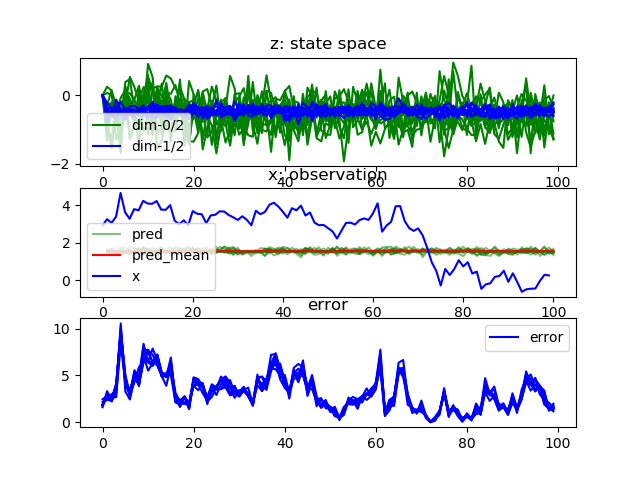 z: state space
0
−2
dim-0/2
dim-1/2
0 20 40 60 80 100
x: observation
4
2
0
pred
pred_mean
x
0 20 40 60 80 100
error
10
5
0
error
0 20 40 60 80 100